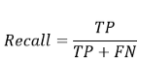 Recall = TP / (TP + FN)